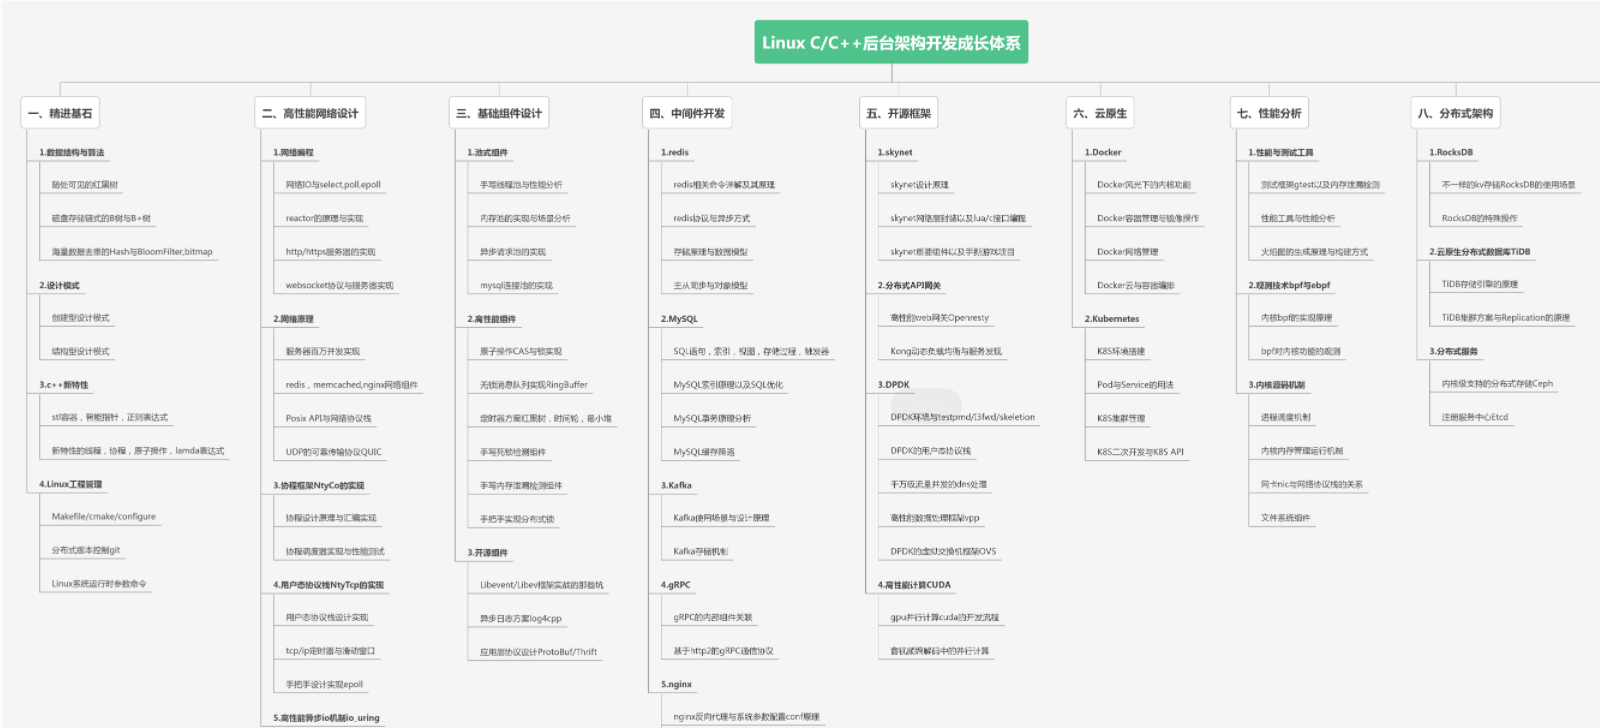 Linux C/C++后台架构开发成长体系
一、精进基石
1.数据结构与算法
随处可见的红黑树
磁盘存储链式的B树与B+树
海量数据去重的Hash与BloomFilter,bitmap
2.设计模式
创建型设计模式
结构型设计模式
3.c++新特性
stl容器，智能指针，正则表达式
新特性的线程，协程，原子操作，lamda表达式
4.Linux工程管理
Makefile/cmake/configure
分布式版本控制git
Linux系统运行时参数命令
二、高性能网络设计
1.网络编程
网络IO与select,poll,epoll
reactor的原理与实现
http/https服务器的实现
websocket协议与服务器实现
2.网络原理
服务器百万并发实现
redis，memcached,nginx网络组件
Posix API与网络协议栈
UDP的可靠传输协议QUIC
3.协程框架NtyCo的实现
协程设计原理与汇编实现
协程调度器实现与性能测试
4.用户态协议栈NtyTcp的实现
用户态协议栈设计实现
tcp/ip定时器与滑动窗口
手把手设计实现epoll
5.高性能异步io机制io_uring
三、基础组件设计
1.池式组件
手写线程池与性能分析
内存池的实现与场景分析
异步请求池的实现
mysql连接池的实现
2.高性能组件
原子操作CAS与锁实现
无锁消息队列实现RingBuffer
定时器方案红黑树，时间轮，最小堆
手写死锁检测组件
手写内存泄漏检测组件
手把手实现分布式锁
3.开源组件
Libevent/Libev框架实战的那些坑
异步日志方案log4cpp
应用层协议设计ProtoBuf/Thrift
四、中间件开发
1.redis
redis相关命令详解及其原理
redis协议与异步方式
存储原理与数据模型
主从同步与对象模型
2.MySQL
SQL语句，索引，视图，存储过程，触发器
MySQL索引原理以及SQL优化
MySQL事务原理分析
MySQL缓存策略
3.Kafka
Kafka使用场景与设计原理
Kafka存储机制
4.gRPC
gRPC的内部组件关联
基于http2的gRPC通信协议
5.nginx
nginx反向代理与系统参数配置conf原理
五、开源框架
1.skynet
skynet设计原理
skynet网络层封装以及lua/c接口编程
skynet重要组件以及手游游戏项目
2.分布式API网关
高性能web网关Openresty
Kong动态负载均衡与服务发现
3.DPDK
DPDK环境与testpmd/l3fwd/skeletion
DPDK的用户态协议栈
千万级流量并发的dns处理
高性能数据处理框架vpp
DPDK的虚拟交换机框架OVS
4.高性能计算CUDA
gpu并行计算cuda的开发流程
音视频编解码中的并行计算
六、云原生
1.Docker
Docker风光下的内核功能
Docker容器管理与镜像操作
Docker网络管理
Docker云与容器编排
2.Kubernetes
K8S环境搭建
Pod与Service的用法
K8S集群管理
K8S二次开发与K8S API
七、性能分析
1.性能与测试工具
测试框架gtest以及内存泄漏检测
性能工具与性能分析
火焰图的生成原理与构建方式
2.观测技术bpf与ebpf
内核bpf的实现原理
bpf对内核功能的观测
3.内核源码机制
进程调度机制
内核内存管理运行机制
网卡nic与网络协议栈的关系
文件系统组件
八、分布式架构
1.RocksDB
不一样的kv存储RocksDB的使用场景
RocksDB的特殊操作
2.云原生分布式数据库TiDB
TiDB存储引擎的原理
TiDB集群方案与Replication的原理
3.分布式服务
内核级支持的分布式存储Ceph
注册服务中心Etcd